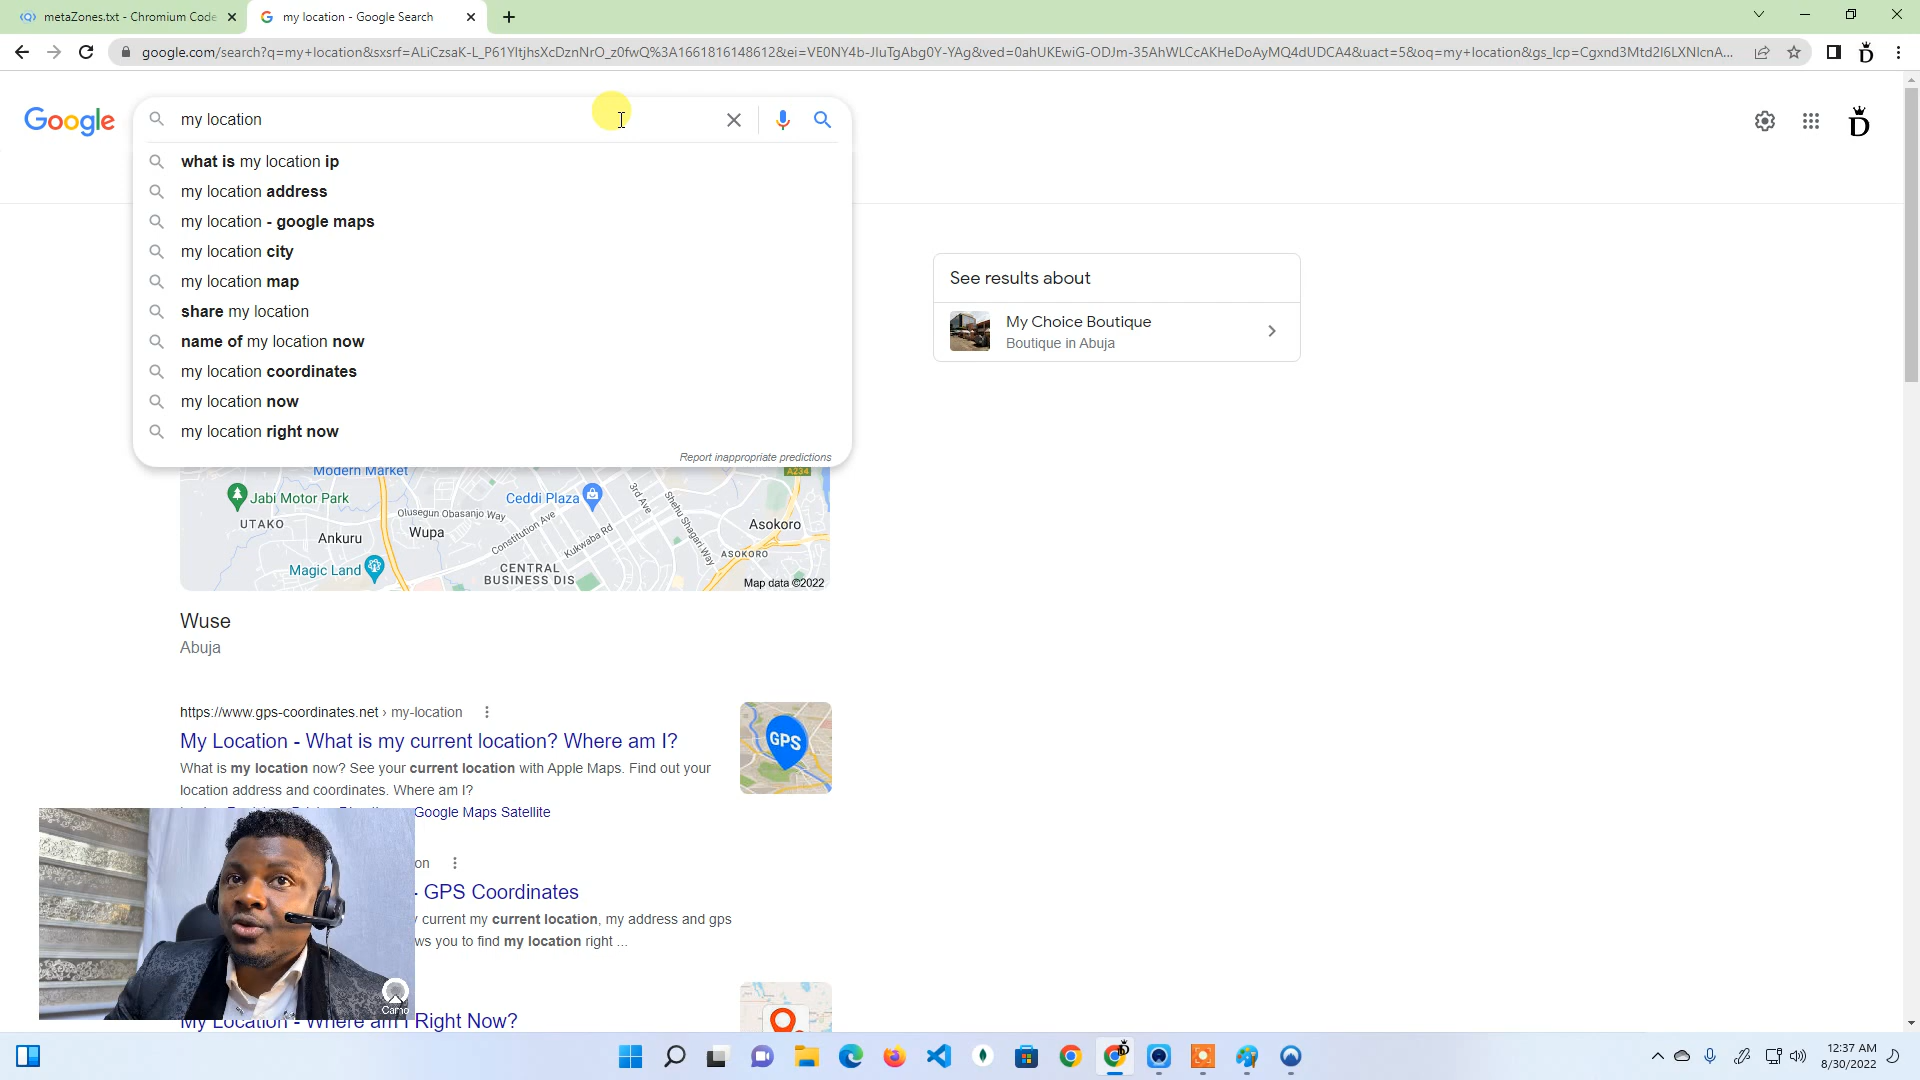 metaZones.txt - Chromium Code
my location - Google Search
google.com/search?q=my+location&sxsrf=ALiCzsaK-L_P61YltjhsXcDznNrO_z0fwQ%3A1661816148612&ei=VE0NY4b-JIuTgAbg0Y-YAg&ved=0ahUKEwiG-ODJm-35AhWLCcAKHeDoAyMQ4dUDCA4&uact=5&oq=my+location&gs_lcp=Cgxnd3Mtd2l6LXNlcnA...
Google
my location
what is my location ip
my location address
my location - google maps
my location city
my location map
share my location
name of my location now
my location coordinates
my location now
my location right now
Report inappropriate predictions
See results about
My Choice Boutique
Boutique in Abuja
Modern Market
A234
Jabi Motor Park
Ceddi Plaza
3rd Ave
Shehu Shagari Way
UTAKO
Olusegun Obasanjo Way
Constitution Ave
Asokoro
Ankuru
Wupa
Kukwaba Rd
ASOKORO
Magic Land
CENTRAL
BUSINESS DIS
Map data ©2022
Wuse
Abuja
https://www.gps-coordinates.net › my-location
My Location - What is my current location? Where am I?
What is my location now? See your current location with Apple Maps. Find out your
location address and coordinates. Where am I?
GPS
Google Maps Satellite
on
- GPS Coordinates
current my current location, my address and gps
ws you to find my location right ...
Camo
My Location - Where am I Right Now?
12:37 AM
8/30/2022